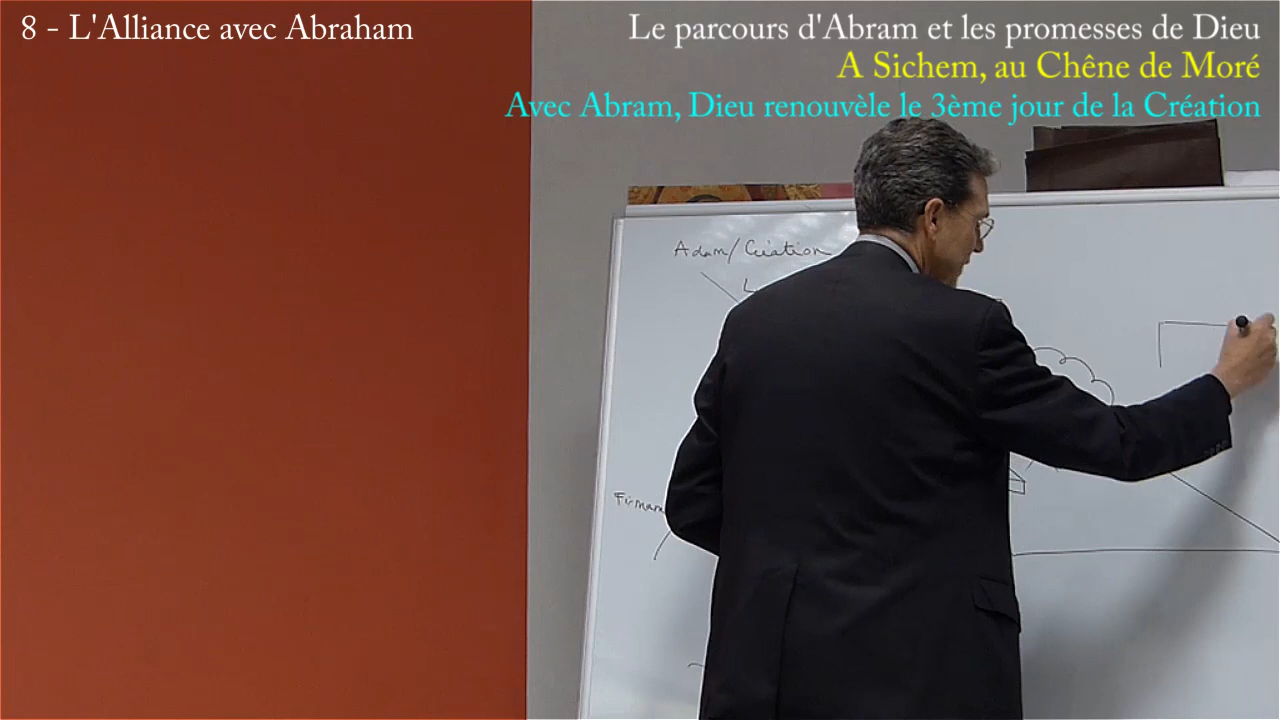 8 - L'Alliance avec Abraham
Le parcours d'Abram et les promesses de Dieu
A Sichem, au Chêne de Moré
Avec Abram, Dieu renouvèle le 3ème jour de la Création
Adam/Création
Firmam